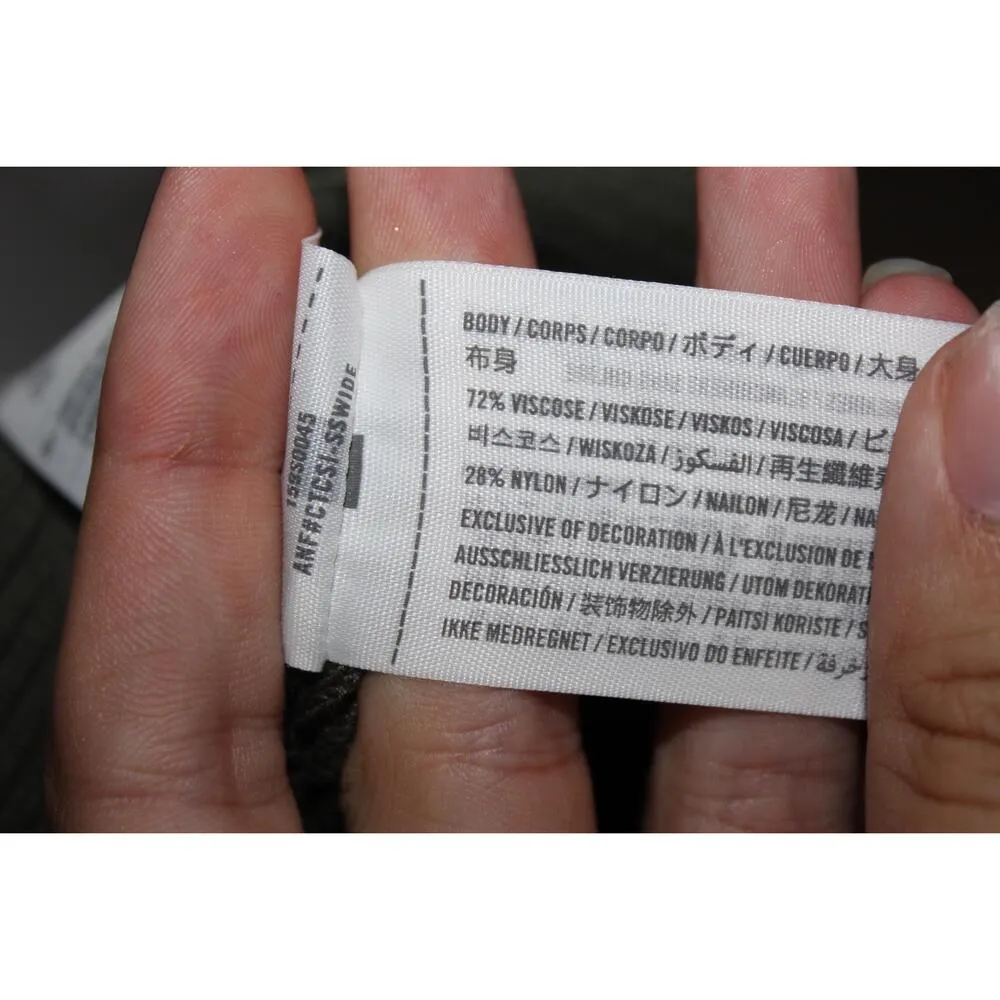 BODY / CORPS / CORPO / ボディ / CUERPO / 大身
布身
72% VISCOSE / VISKOSE / VISKOS / VISCOSA / ビ
비스코스 / WISKOZA / الفسكوز / 再生纖維素
28% NYLON / ナイロン / NAILON / 尼龙 / NA
EXCLUSIVE OF DECORATION / À L'EXCLUSION DE
AUSSCHLIESSLICH VERZIERUNG / UTOM DEKORATI
DECORACIÓN / 装饰物除外 / PAITSI KORISTE / S
IKKE MEDREGNET / EXCLUSIVO DO ENFEITE /
ANF#CTCSI-SSWIDE